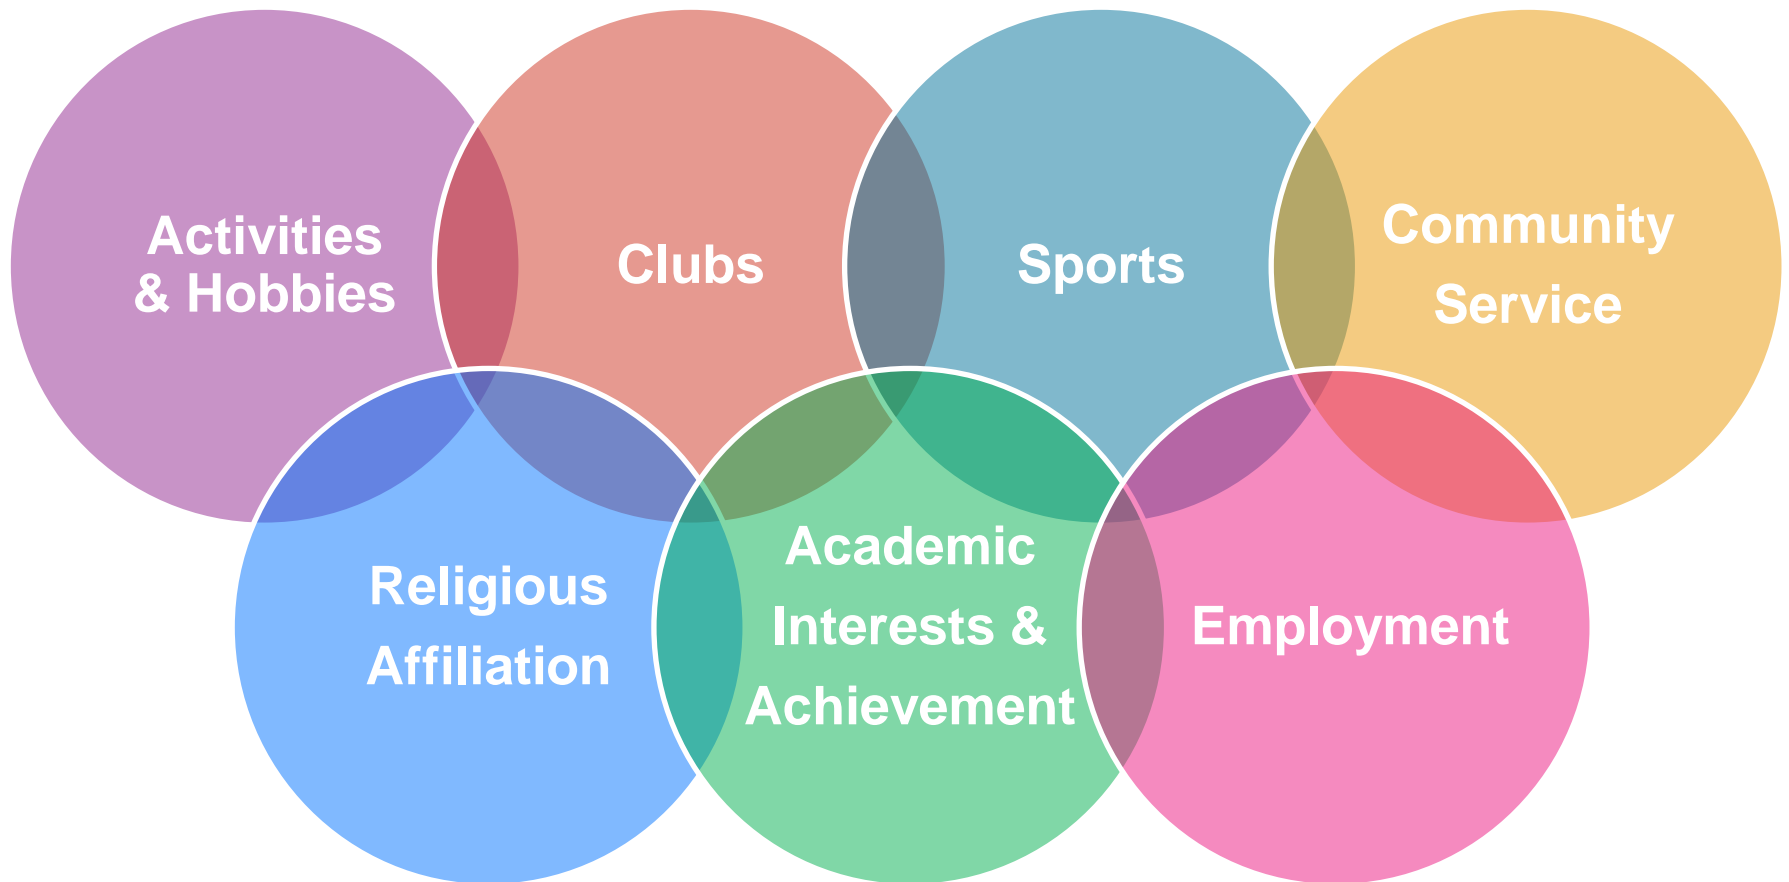 Activities
& Hobbies
Clubs
Sports
Community
Service
Religious
Affiliation
Academic
Interests &
Achievement
Employment